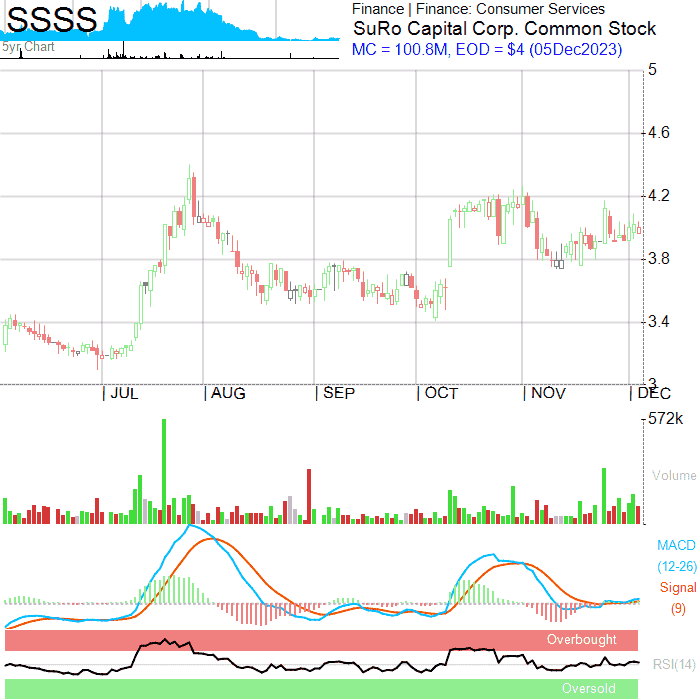 SSSS
5yr Chart
Finance | Finance: Consumer Services
SuRo Capital Corp. Common Stock
MC = 100.8M, EOD = $4 (05Dec2023)
5
4.6
4.2
3.8
3.4
3
| JUL | AUG | SEP | OCT | NOV | DEC
572k
Volume
MACD
(12-26)
Signal
(9)
Overbought
RSI(14)
Oversold